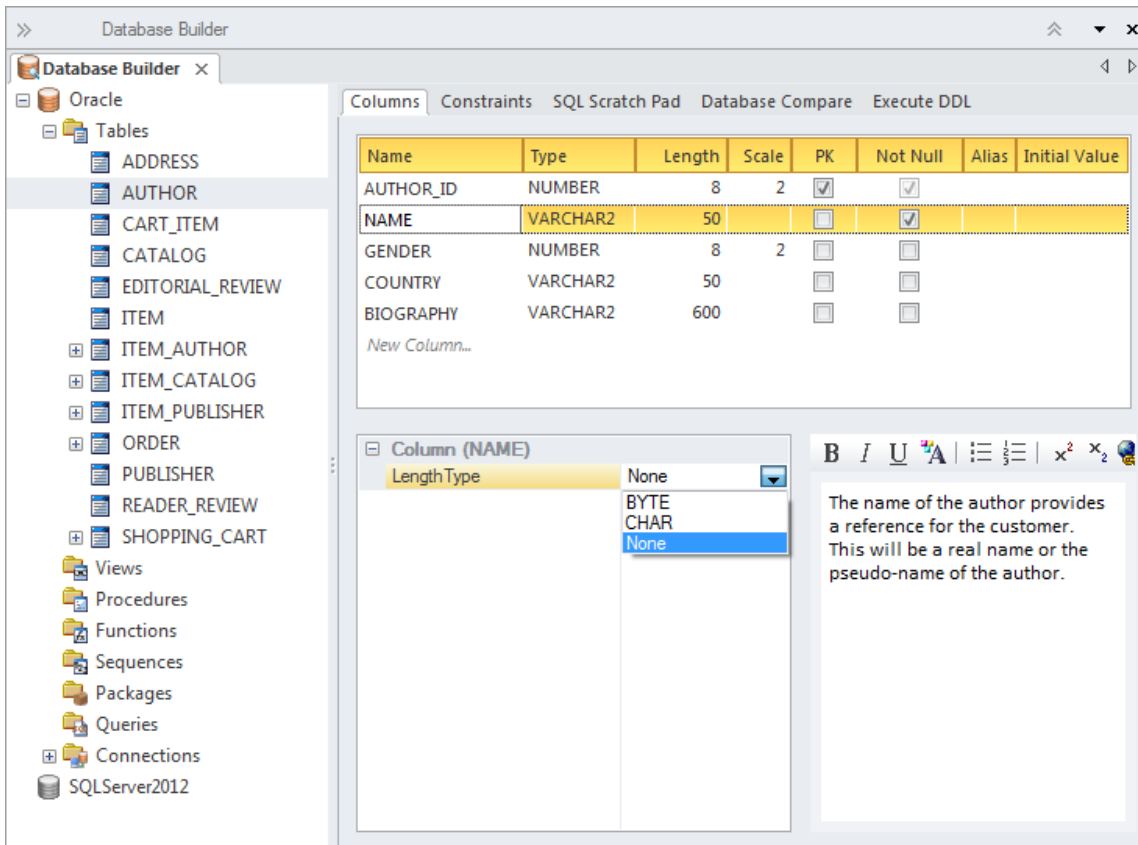 Database Builder
Database Builder
Oracle
Tables
ADDRESS
AUTHOR
CART_ITEM
CATALOG
EDITORIAL_REVIEW
ITEM
ITEM_AUTHOR
ITEM_CATALOG
ITEM_PUBLISHER
ORDER
PUBLISHER
READER_REVIEW
SHOPPING_CART
Views
Procedures
Functions
Sequences
Packages
Queries
Connections
SQLServer2012
Columns Constraints SQL Scratch Pad Database Compare Execute DDL
Name Type Length Scale PK Not Null Alias Initial Value
AUTHOR_ID NUMBER 8 2
NAME VARCHAR2 50
GENDER NUMBER 8 2
COUNTRY VARCHAR2 50
BIOGRAPHY VARCHAR2 600
New Column...
Column (NAME)
LengthType None
BYTE
CHAR
None
B I U A x² x₂
The name of the author provides
a reference for the customer.
This will be a real name or the
pseudo-name of the author.